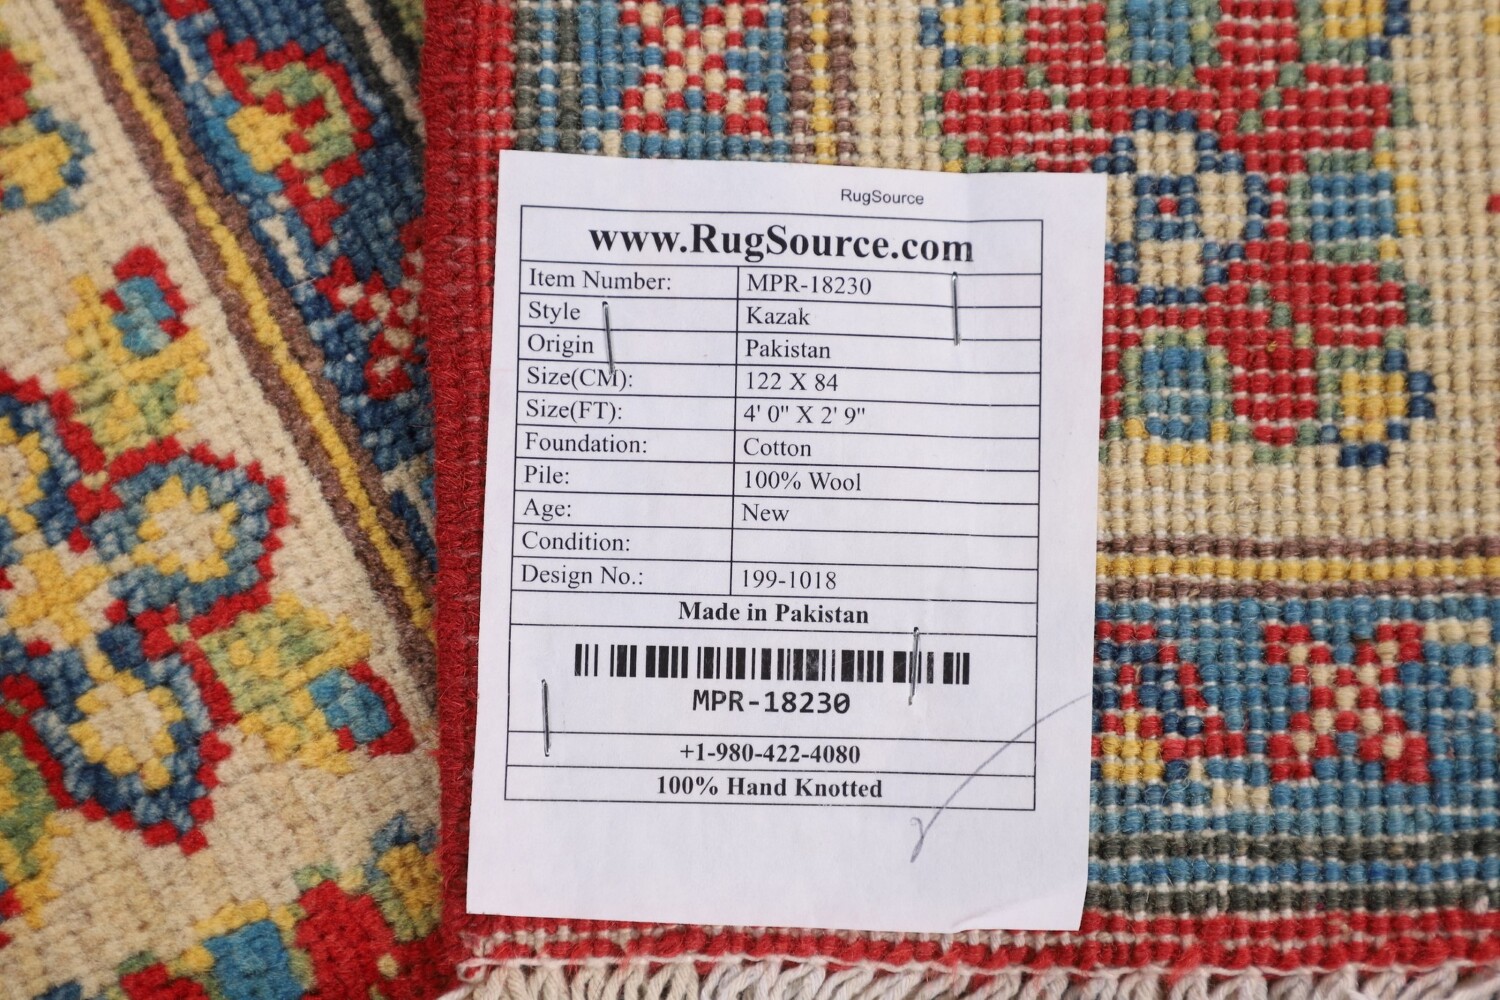 RugSource
www.RugSource.com
Item Number: MPR-18230
Style Kazak
Origin Pakistan
Size(CM): 122 X 84
Size(FT): 4' 0" X 2' 9"
Foundation: Cotton
Pile: 100% Wool
Age: New
Condition:
Design No.: 199-1018
Made in Pakistan
MPR-18230
+1-980-422-4080
100% Hand Knotted